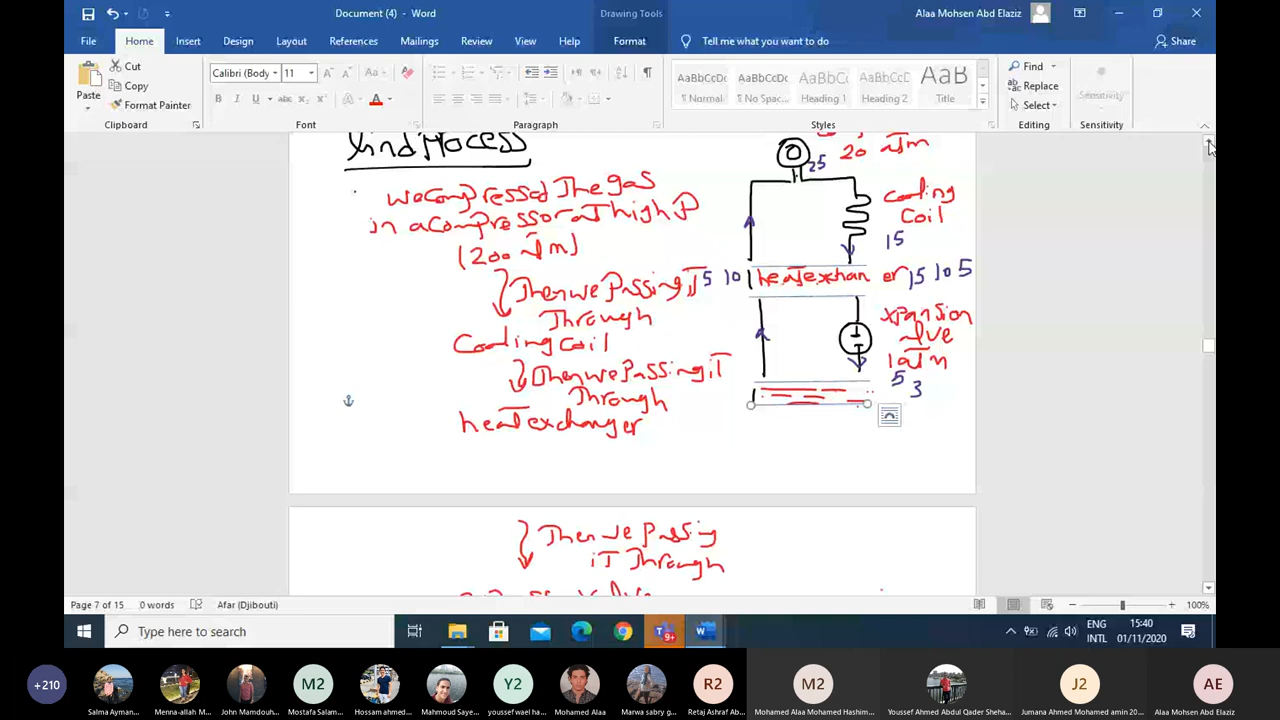 Document (4) - Word
Drawing Tools
Alaa Mohsen Abd Elaziz
File
Home
Insert
Design
Layout
References
Mailings
Review
View
Help
Format
Tell me what you want to do
Share
Paste
Cut
Copy
Format Painter
Clipboard
Calibri (Body
11
Font
Paragraph
AaBbCcDc
¶ Normal
AaBbCcDc
¶ No Spac...
AaBbCc
Heading 1
AaBbCcC
Heading 2
AaB
Title
Styles
Find
Replace
Select
Editing
Sensitivity
Sensitivity
Process
we compressed The gas
in a compressor at high P
(200 atm)
Then we Passing iT
Through
Cooling Coil
Then we Passing iT
Through
heat exchanger
25
20 atm
cooling
Coil
15
5 10
heat exchan er
15 10 5
xpansion
alve
1 aTm
5
3
Then we Passing
iT Through
Page 7 of 15
0 words
Afar (Djibouti)
100%
Type here to search
9+
ENG
INTL
15:40
01/11/2020
+210
Salma Ayman...
Menna-allah M...
John Mamdouh...
M2
Mostafa Salam...
Hossam ahmed...
Mahmoud Saye...
Y2
youssef wael ha...
Mohamed Alaa
Marwa sabry g...
R2
Retaj Ashraf Ab...
M2
Mohamed Alaa Mohamed Hashim...
Youssef Ahmed Abdul Qader Sheha...
J2
Jumana Ahmed Mohamed amin 20...
AE
Alaa Mohsen Abd Elaziz